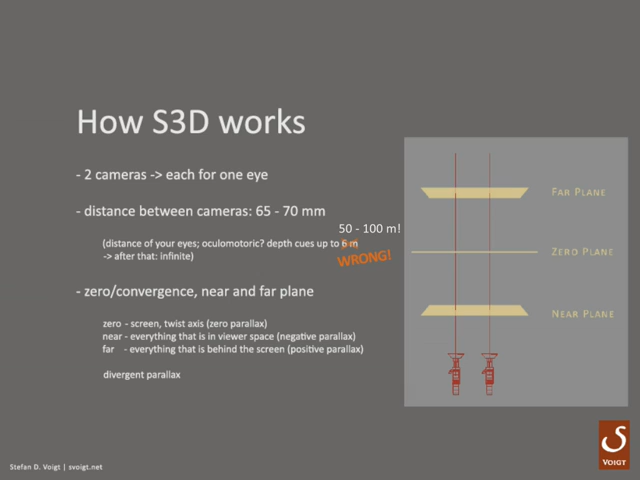 How S3D works
- 2 cameras -> each for one eye
- distance between cameras: 65 - 70 mm
50 - 100 m!
(distance of your eyes; oculomotoric? depth cues up to 6 m
-> after that: infinite)
WRONG!
- zero/convergence, near and far plane
zero - screen, twist axis (zero parallax)
near - everything that is in viewer space (negative parallax)
far - everything that is behind the screen (positive parallax)
divergent parallax
FAR PLANE
ZERO PLANE
NEAR PLANE
Stefan D. Voigt | svoigt.net
S
VOIGT